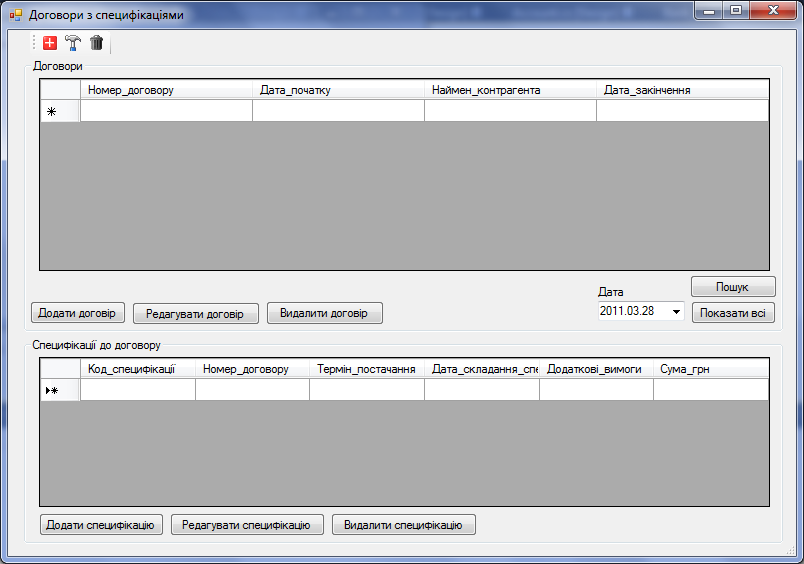 Договори з специфікаціями
Договори
Номер_договору Дата_початку Наймен_контрагента Дата_закінчення
Дата
2011.03.28
Пошук
Показати всі
Додати договір Редагувати договір Видалити договір
Специфікації до договору
Код_специфікації Номер_договору Термін_постачання Дата_складання_спе Додаткові_вимоги Сума_грн
Додати специфікацію Редагувати специфікацію Видалити специфікацію